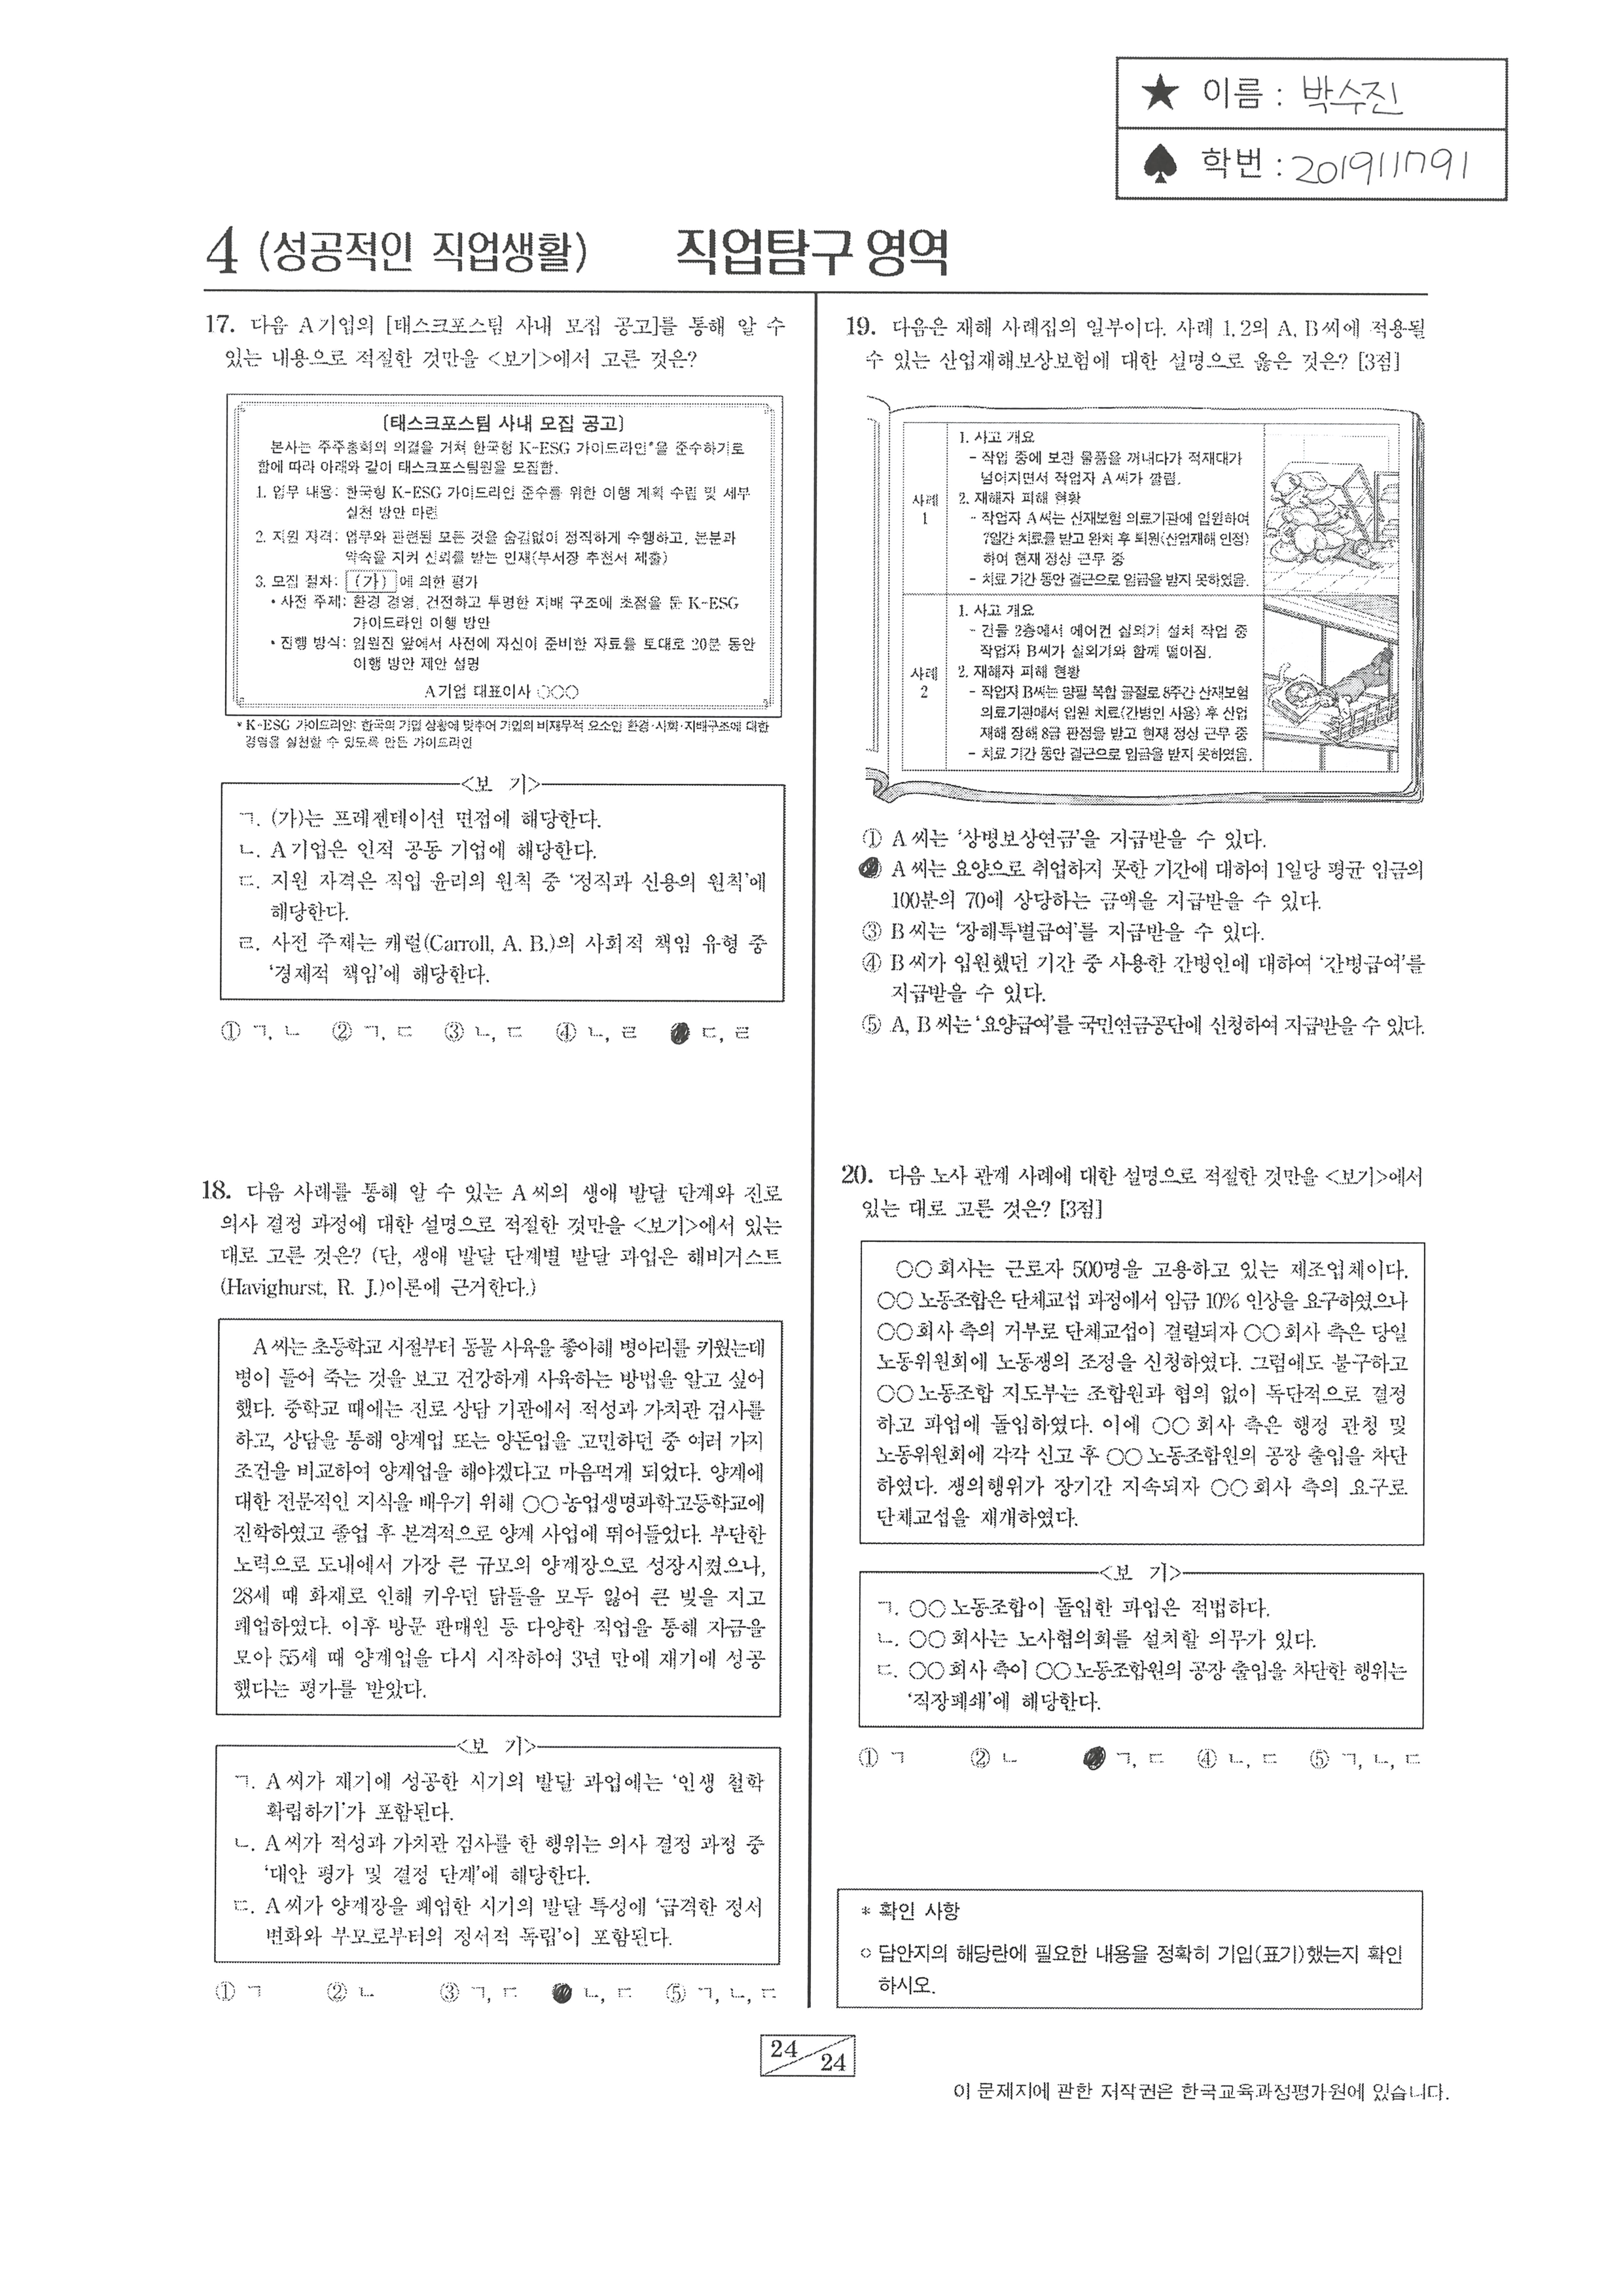 ★ 이름 : 박수진
♠ 학번 : 201911791
4 (성공적인 직업생활) 직업탐구 영역
17. 다음 A기업의 [태스크포스팀 사내 모집 공고]를 통해 알 수
있는 내용으로 적절한 것만을 <보기>에서 고른 것은?
[태스크포스팀 사내 모집 공고]
본사는 주주총회의 의결을 거쳐 한국형 K-ESG 가이드라인*을 준수하기로
함에 따라 아래와 같이 태스크포스팀원을 모집함.
1. 업무 내용: 한국형 K-ESG 가이드라인 준수를 위한 이행 계획 수립 및 세부
실천 방안 마련
2. 지원 자격: 업무와 관련된 모든 것을 숨김없이 정직하게 수행하고, 본분과
약속을 지켜 신뢰를 받는 인재(부서장 추천서 제출)
3. 모집 절차: (가) 에 의한 평가
• 사전 주제: 환경 경영, 건전하고 투명한 지배 구조에 초점을 둔 K-ESG
가이드라인 이행 방안
• 진행 방식: 임원진 앞에서 사전에 자신이 준비한 자료를 토대로 20분 동안
이행 방안 제안 설명
A기업 대표이사 ○○○
* K-ESG 가이드라인: 한국의 기업 상황에 맞추어 기업의 비재무적 요소인 환경·사회·지배구조에 대한
경영을 실천할 수 있도록 만든 가이드라인
<보 기>
ㄱ. (가)는 프레젠테이션 면접에 해당한다.
ㄴ. A기업은 인적 공동 기업에 해당한다.
ㄷ. 지원 자격은 직업 윤리의 원칙 중 '정직과 신용의 원칙'에
해당한다.
ㄹ. 사전 주제는 캐럴(Carroll, A. B.)의 사회적 책임 유형 중
'경제적 책임'에 해당한다.
① ㄱ, ㄴ ② ㄱ, ㄷ ③ ㄴ, ㄷ ④ ㄴ, ㄹ ㄷ, ㄹ
18. 다음 사례를 통해 알 수 있는 A씨의 생애 발달 단계와 진로
의사 결정 과정에 대한 설명으로 적절한 것만을 <보기>에서 있는
대로 고른 것은? (단, 생애 발달 단계별 발달 과업은 해비거스트
(Havighurst, R. J.)이론에 근거한다.)
A씨는 초등학교 시절부터 동물 사육을 좋아해 병아리를 키웠는데
병이 들어 죽는 것을 보고 건강하게 사육하는 방법을 알고 싶어
했다. 중학교 때에는 진로 상담 기관에서 적성과 가치관 검사를
하고, 상담을 통해 양계업 또는 양돈업을 고민하던 중 여러 가지
조건을 비교하여 양계업을 해야겠다고 마음먹게 되었다. 양계에
대한 전문적인 지식을 배우기 위해 ○○농업생명과학고등학교에
진학하였고 졸업 후 본격적으로 양계 사업에 뛰어들었다. 부단한
노력으로 도내에서 가장 큰 규모의 양계장으로 성장시켰으나,
28세 때 화재로 인해 키우던 닭들을 모두 잃어 큰 빚을 지고
폐업하였다. 이후 방문 판매원 등 다양한 직업을 통해 자금을
모아 55세 때 양계업을 다시 시작하여 3년 만에 재기에 성공
했다는 평가를 받았다.
<보 기>
ㄱ. A씨가 재기에 성공한 시기의 발달 과업에는 '인생 철학
확립하기'가 포함된다.
ㄴ. A씨가 적성과 가치관 검사를 한 행위는 의사 결정 과정 중
'대안 평가 및 결정 단계'에 해당한다.
ㄷ. A씨가 양계장을 폐업한 시기의 발달 특성에 '급격한 정서
변화와 부모로부터의 정서적 독립'이 포함된다.
① ㄱ ② ㄴ ③ ㄱ, ㄷ ㄴ, ㄷ ⑤ ㄱ, ㄴ, ㄷ
19. 다음은 재해 사례집의 일부이다. 사례 1, 2의 A, B씨에 적용될
수 있는 산업재해보상보험에 대한 설명으로 옳은 것은? [3점]
사례
1
1. 사고 개요
- 작업 중에 보관 물품을 꺼내다가 적재대가
넘어지면서 작업자 A씨가 깔림.
2. 재해자 피해 현황
- 작업자 A씨는 산재보험 의료기관에 입원하여
7일간 치료를 받고 완치 후 퇴원(산업재해 인정)
하여 현재 정상 근무 중
- 치료 기간 동안 결근으로 임금을 받지 못하였음.
사례
2
1. 사고 개요
- 건물 2층에서 에어컨 실외기 설치 작업 중
작업자 B씨가 실외기와 함께 떨어짐.
2. 재해자 피해 현황
- 작업자 B씨는 양팔 복합 골절로 8주간 산재보험
의료기관에서 입원 치료(간병인 사용) 후 산업
재해 장해 8급 판정을 받고 현재 정상 근무 중
- 치료 기간 동안 결근으로 임금을 받지 못하였음.
① A씨는 '상병보상연금'을 지급받을 수 있다.
A씨는 요양으로 취업하지 못한 기간에 대하여 1일당 평균 임금의
100분의 70에 상당하는 금액을 지급받을 수 있다.
③ B씨는 '장해특별급여'를 지급받을 수 있다.
④ B씨가 입원했던 기간 중 사용한 간병인에 대하여 '간병급여'를
지급받을 수 있다.
⑤ A, B씨는 '요양급여'를 국민연금공단에 신청하여 지급받을 수 있다.
20. 다음 노사 관계 사례에 대한 설명으로 적절한 것만을 <보기>에서
있는 대로 고른 것은? [3점]
○○회사는 근로자 500명을 고용하고 있는 제조업체이다.
○○노동조합은 단체교섭 과정에서 임금 10% 인상을 요구하였으나
○○회사 측의 거부로 단체교섭이 결렬되자 ○○회사 측은 당일
노동위원회에 노동쟁의 조정을 신청하였다. 그럼에도 불구하고
○○노동조합 지도부는 조합원과 협의 없이 독단적으로 결정
하고 파업에 돌입하였다. 이에 ○○회사 측은 행정 관청 및
노동위원회에 각각 신고 후 ○○노동조합원의 공장 출입을 차단
하였다. 쟁의행위가 장기간 지속되자 ○○회사 측의 요구로
단체교섭을 재개하였다.
<보 기>
ㄱ. ○○노동조합이 돌입한 파업은 적법하다.
ㄴ. ○○회사는 노사협의회를 설치할 의무가 있다.
ㄷ. ○○회사 측이 ○○노동조합원의 공장 출입을 차단한 행위는
'직장폐쇄'에 해당한다.
① ㄱ ② ㄴ ㄱ, ㄷ ④ ㄴ, ㄷ ⑤ ㄱ, ㄴ, ㄷ
* 확인 사항
○ 답안지의 해당란에 필요한 내용을 정확히 기입(표기)했는지 확인
하시오.
24 / 24
이 문제지에 관한 저작권은 한국교육과정평가원에 있습니다.